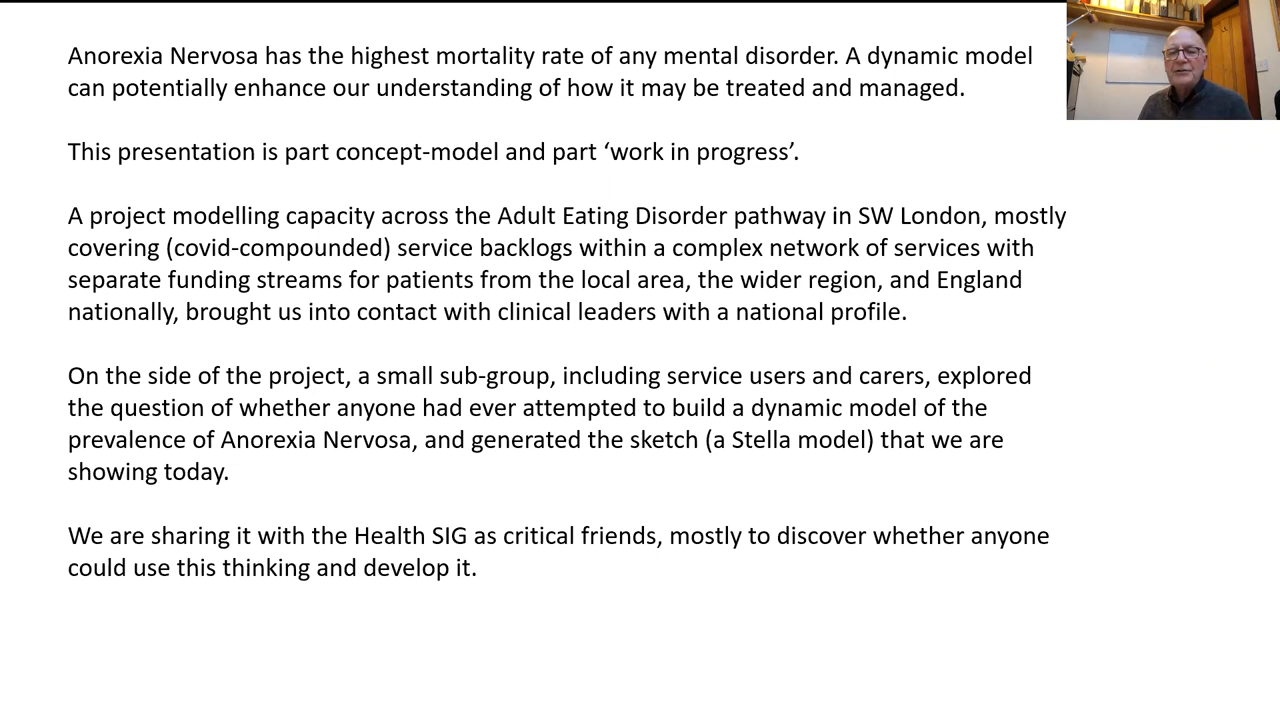 Anorexia Nervosa has the highest mortality rate of any mental disorder. A dynamic model
can potentially enhance our understanding of how it may be treated and managed.
This presentation is part concept-model and part ‘work in progress’.
A project modelling capacity across the Adult Eating Disorder pathway in SW London, mostly
covering (covid-compounded) service backlogs within a complex network of services with
separate funding streams for patients from the local area, the wider region, and England
nationally, brought us into contact with clinical leaders with a national profile.
On the side of the project, a small sub-group, including service users and carers, explored
the question of whether anyone had ever attempted to build a dynamic model of the
prevalence of Anorexia Nervosa, and generated the sketch (a Stella model) that we are
showing today.
We are sharing it with the Health SIG as critical friends, mostly to discover whether anyone
could use this thinking and develop it.